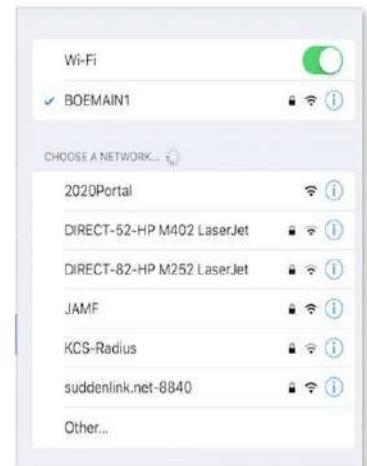 Wi-Fi
BOEMAIN1
CHOOSE A NETWORK...
2020Portal
DIRECT-52-HP M402 LaserJet
DIRECT-82-HP M252 LaserJet
JAMF
KCS-Radius
suddenlink.net-8840
Other...